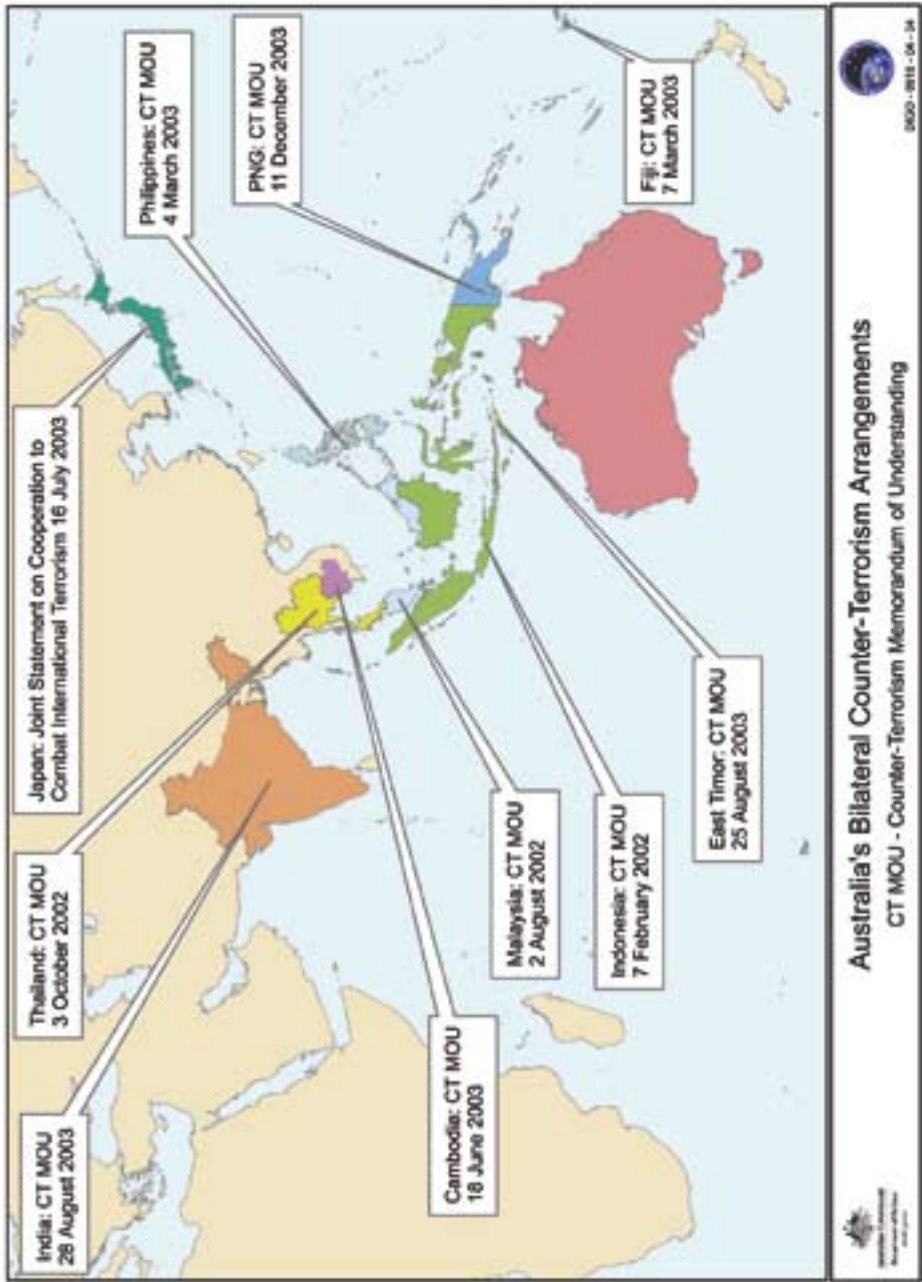 India: CT MOU
28 August 2003
Thailand: CT MOU
3 October 2002
Japan: Joint Statement on Cooperation to
Combat International Terrorism 16 July 2003
Philippines: CT MOU
4 March 2003
PNG: CT MOU
11 December 2003
Cambodia: CT MOU
18 June 2003
Malaysia: CT MOU
2 August 2002
Indonesia: CT MOU
7 February 2002
East Timor: CT MOU
25 August 2003
Fiji: CT MOU
7 March 2003
Australia's Bilateral Counter-Terrorism Arrangements
CT MOU - Counter-Terrorism Memorandum of Understanding